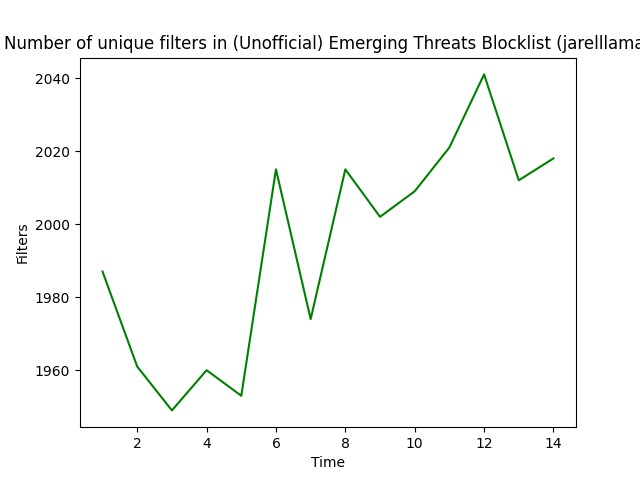 Number of unique filters in (Unofficial) Emerging Threats Blocklist (jarelllama
2040
2020
2000
1980
1960
Filters
2 4 6 8 10 12 14
Time